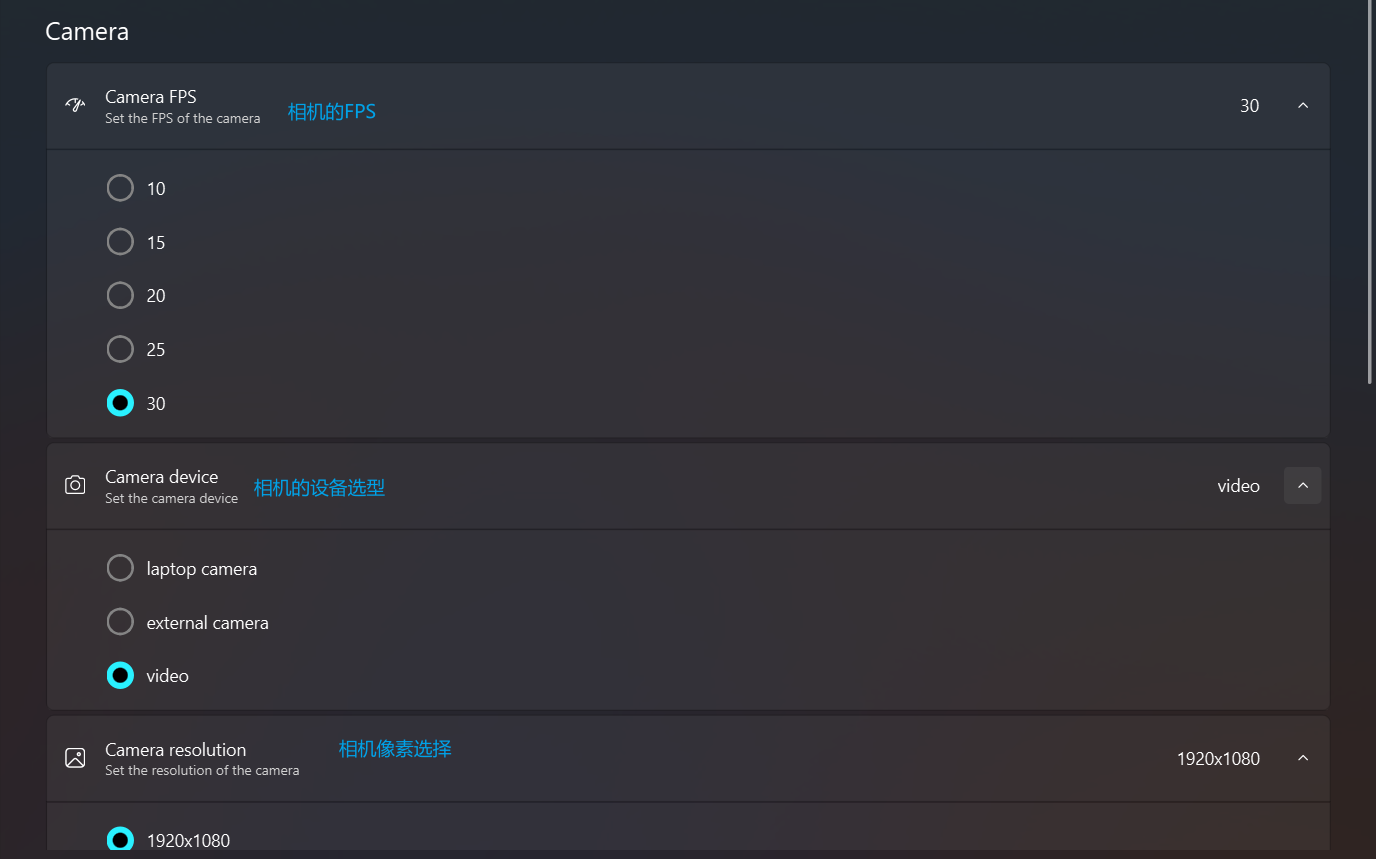 Camera
Camera FPS
Set the FPS of the camera
相机的FPS
30
10
15
20
25
30
Camera device
Set the camera device
相机的设备选型
video
laptop camera
external camera
video
Camera resolution
Set the resolution of the camera
相机像素选择
1920x1080
1920x1080